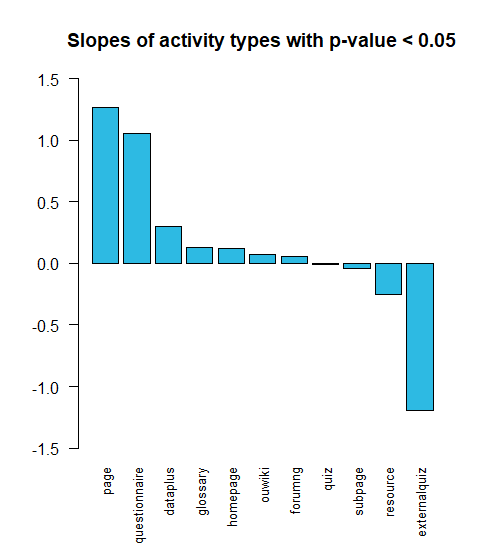 Slopes of activity types with p-value < 0.05
1.5
1.0
0.5
0.0
-0.5
-1.0
-1.5
page
questionnaire
dataplus
glossary
homepage
ouwiki
forumng
quiz
subpage
resource
externalquiz